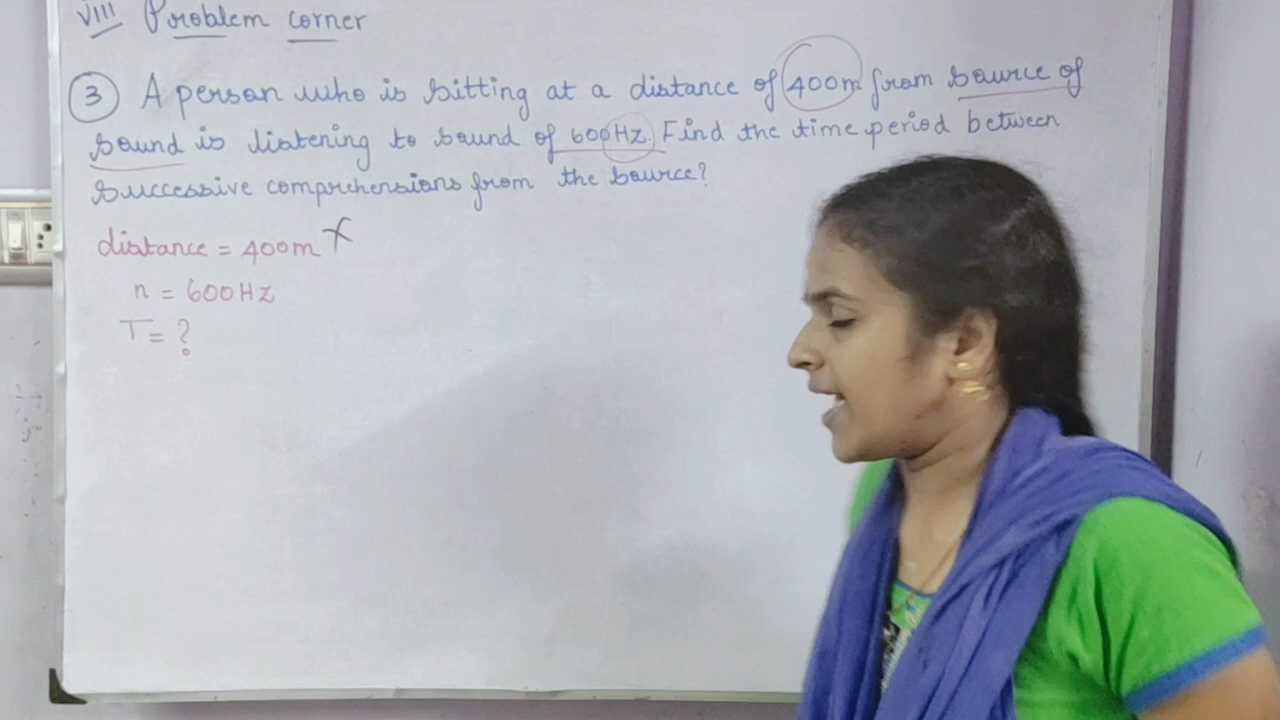 VIII Problem corner
3 A person who is sitting at a distance of 400m from source of
sound is listening to sound of 600Hz. Find the time period between
successive comprehensions from the source?
distance = 400m x
n = 600Hz
T = ?